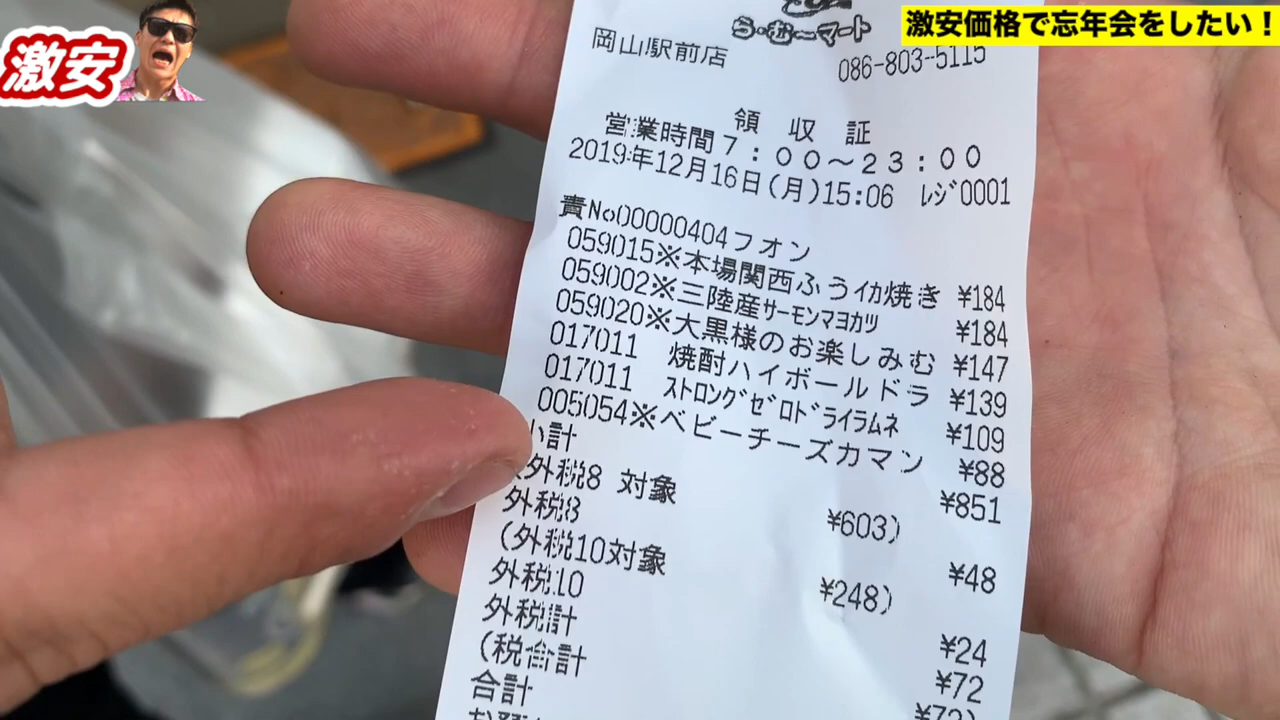 激安
激安価格で忘年会をしたい！
ら・む〜マート
岡山駅前店
086-803-5115
領収証
営業時間7:00〜23:00
2019年12月16日(月)15:06 レジ0001
責No00000404フオン
059015※本場関西ふうイカ焼き ¥184
059002※三陸産サーモンマヨカツ ¥184
059020※大黒様のお楽しみむ ¥147
017011 焼酎ハイボールドラ ¥139
017011 ストロングゼロドライラムネ ¥109
005054※ベビーチーズカマン ¥88
小計 ¥851
(外税8 対象 ¥603)
外税8 ¥48
(外税10対象 ¥248)
外税10 ¥24
外税計 ¥72
(税合計 ¥72)
合計